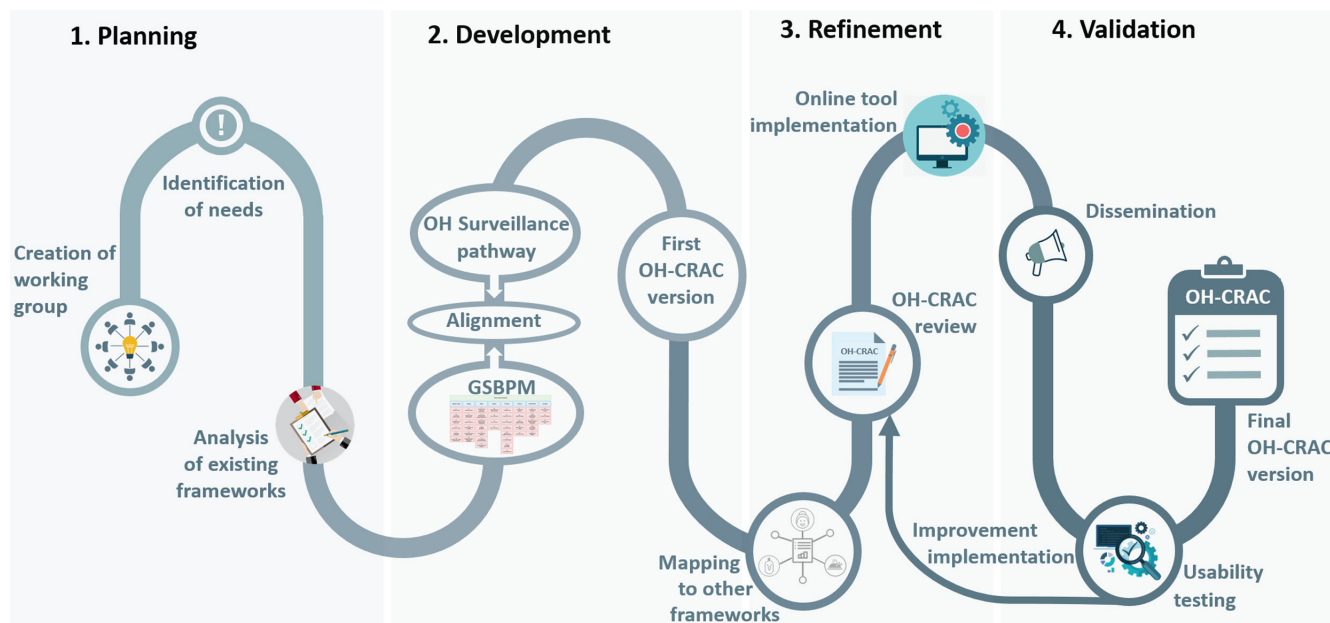 1. Planning
2. Development
3. Refinement
4. Validation
Creation of
working
group
Identification
of needs
Analysis
of existing
frameworks
OH Surveillance
pathway
Alignment
GSBPM
First
OH-CRAC
version
Mapping
to other
frameworks
OH-CRAC
review
OH-CRAC
Online tool
implementation
Dissemination
Improvement
implementation
Usability
testing
OH-CRAC
Final
OH-CRAC
version